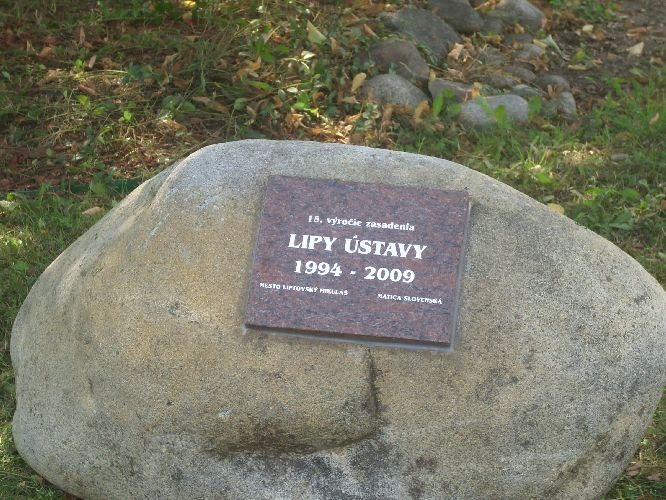 15. výročie zasadenia
LIPY ÚSTAVY
1994 - 2009
MESTO LIPTOVSKÝ MIKULÁŠ MATICA SLOVENSKÁ